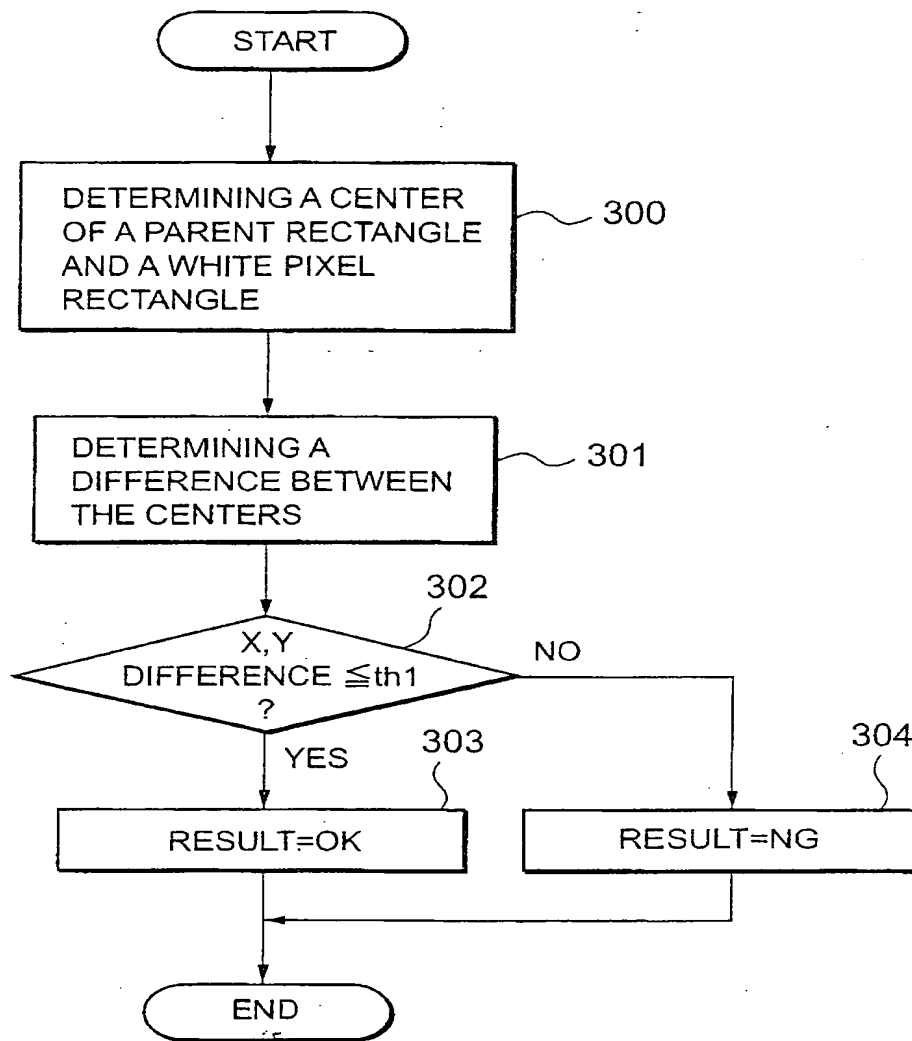 START
DETERMINING A CENTER
OF A PARENT RECTANGLE
AND A WHITE PIXEL
RECTANGLE
300
DETERMINING A
DIFFERENCE BETWEEN
THE CENTERS
301
302
X,Y
DIFFERENCE ≦th1
?
NO
YES
303
304
RESULT=OK
RESULT=NG
END